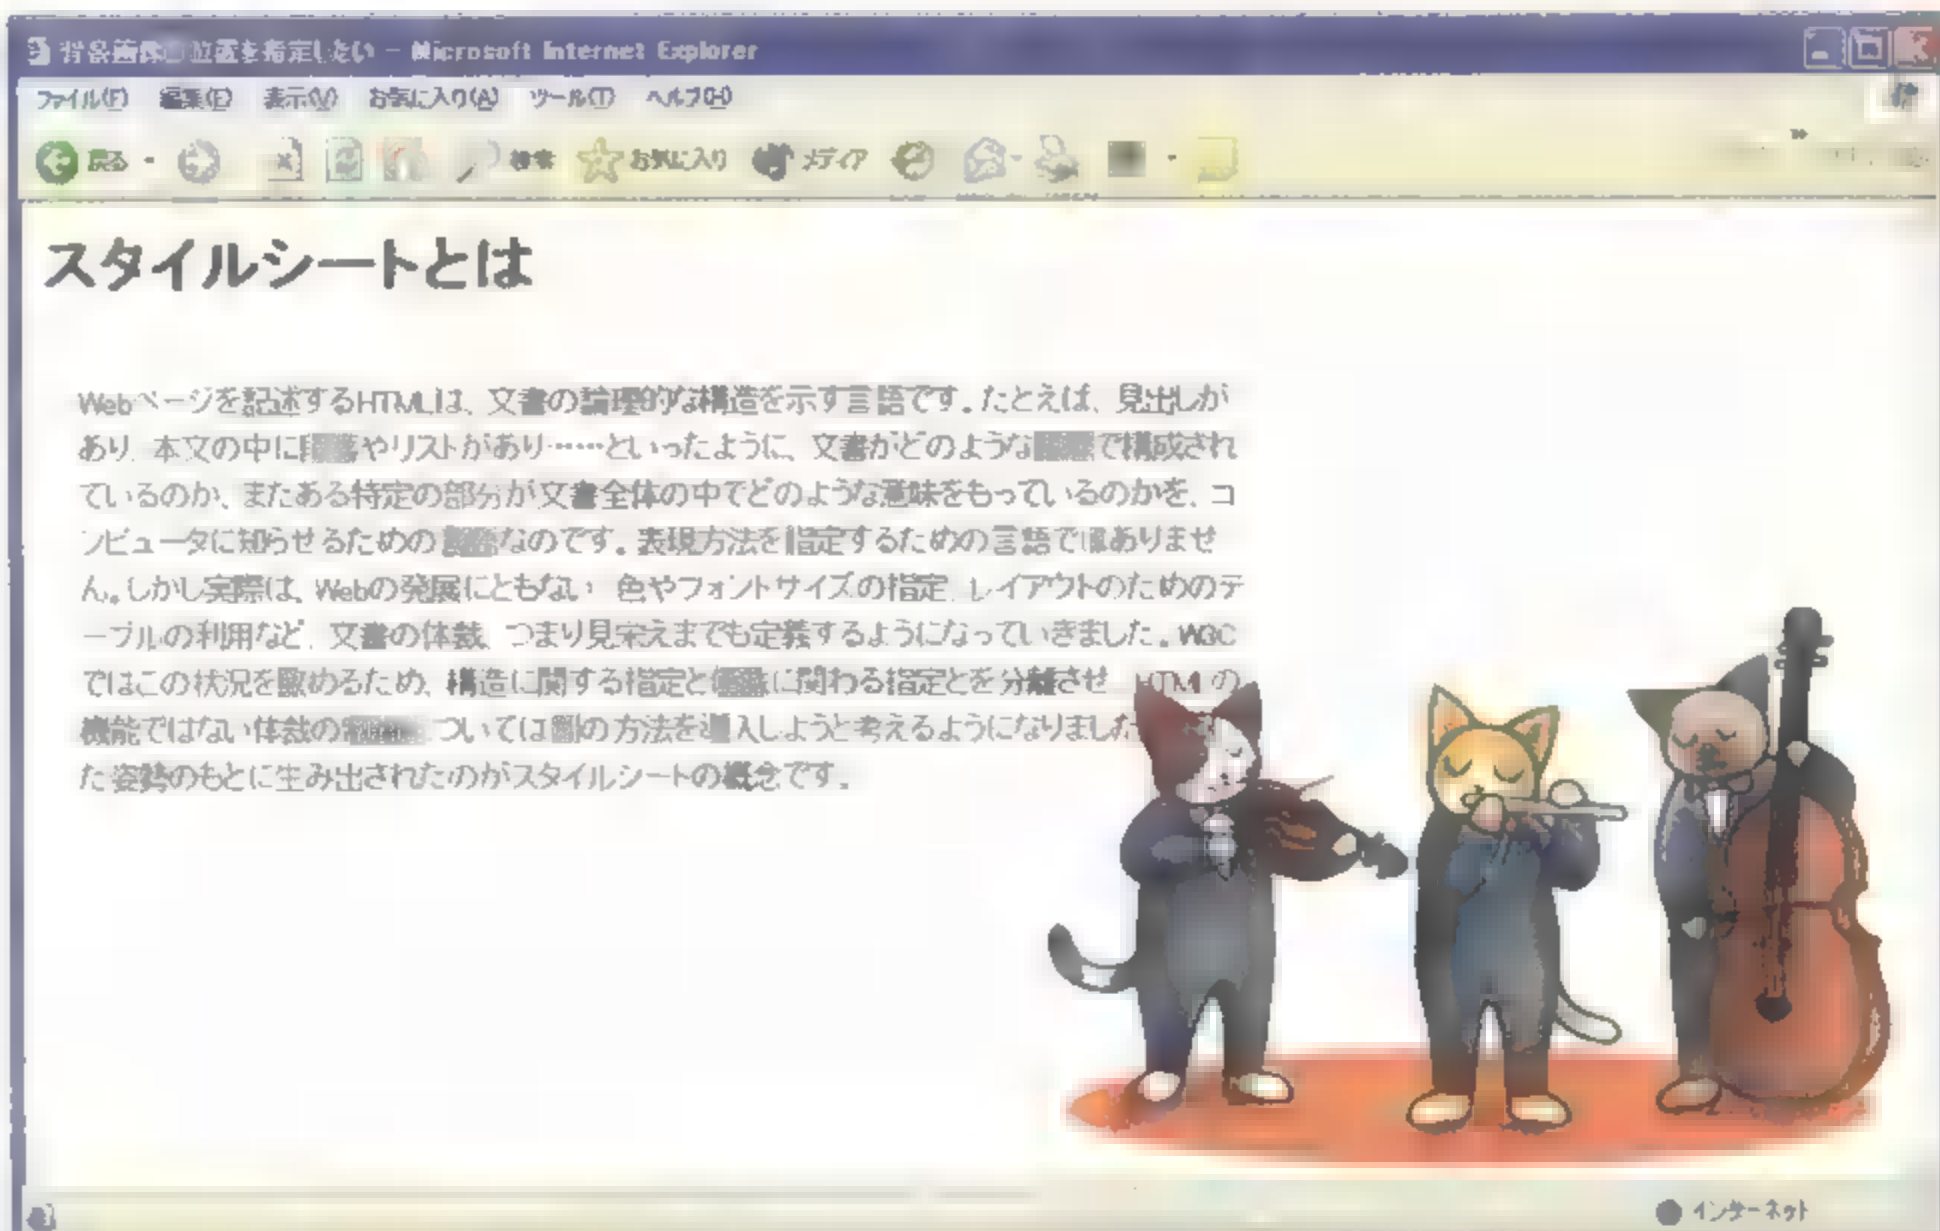 背景画像の位置を指定したい - Microsoft Internet Explorer
ファイル(F) 編集(E) 表示(V) お気に入り(A) ツール(T) ヘルプ(H)
戻る 検索 お気に入り メディア
スタイルシートとは
Webページを記述するHTMLは、文書の論理的な構造を示す言語です。たとえば、見出しが
あり、本文の中に段落やリストがあり……といったように、文書がどのような で構成され
ているのか、またある特定の部分が文書全体の中でどのような意味をもっているのかを、コ
ンピュータに知らせるための言語なのです。表現方法を指定するための言語ではありませ
ん。しかし実際は、Webの発展にともない、色やフォントサイズの指定、レイアウトのためのテ
ーブルの利用など、文書の体裁、つまり見栄えまでも定義するようになっていきました。W3C
ではこの状況を改めるため、構造に関する指定と体裁に関わる指定とを分離させ、HTMLの
機能ではない体裁の については別の方法を導入しようと考えるようになりました
た姿勢のもとに生み出されたのがスタイルシートの概念です。
インターネット